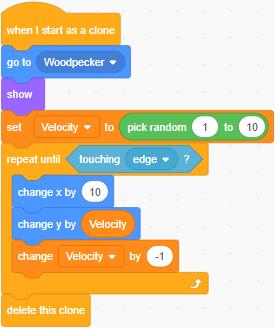 when I start as a clone
go to Woodpecker
show
set Velocity to pick random 1 to 10
repeat until touching edge ?
change x by 10
change y by Velocity
change Velocity by -1
delete this clone